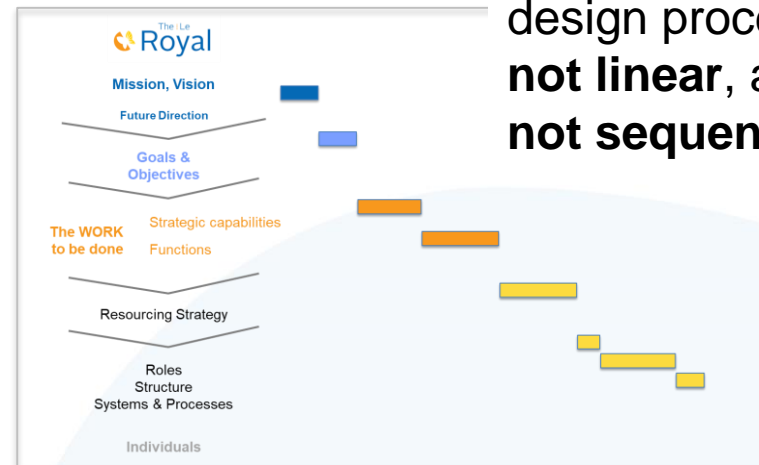 The | Le
Royal
Mission, Vision
Future Direction
Goals &
Objectives
The WORK
to be done
Strategic capabilities
Functions
Resourcing Strategy
Roles
Structure
Systems & Processes
Individuals
design proce
not linear, a
not sequen